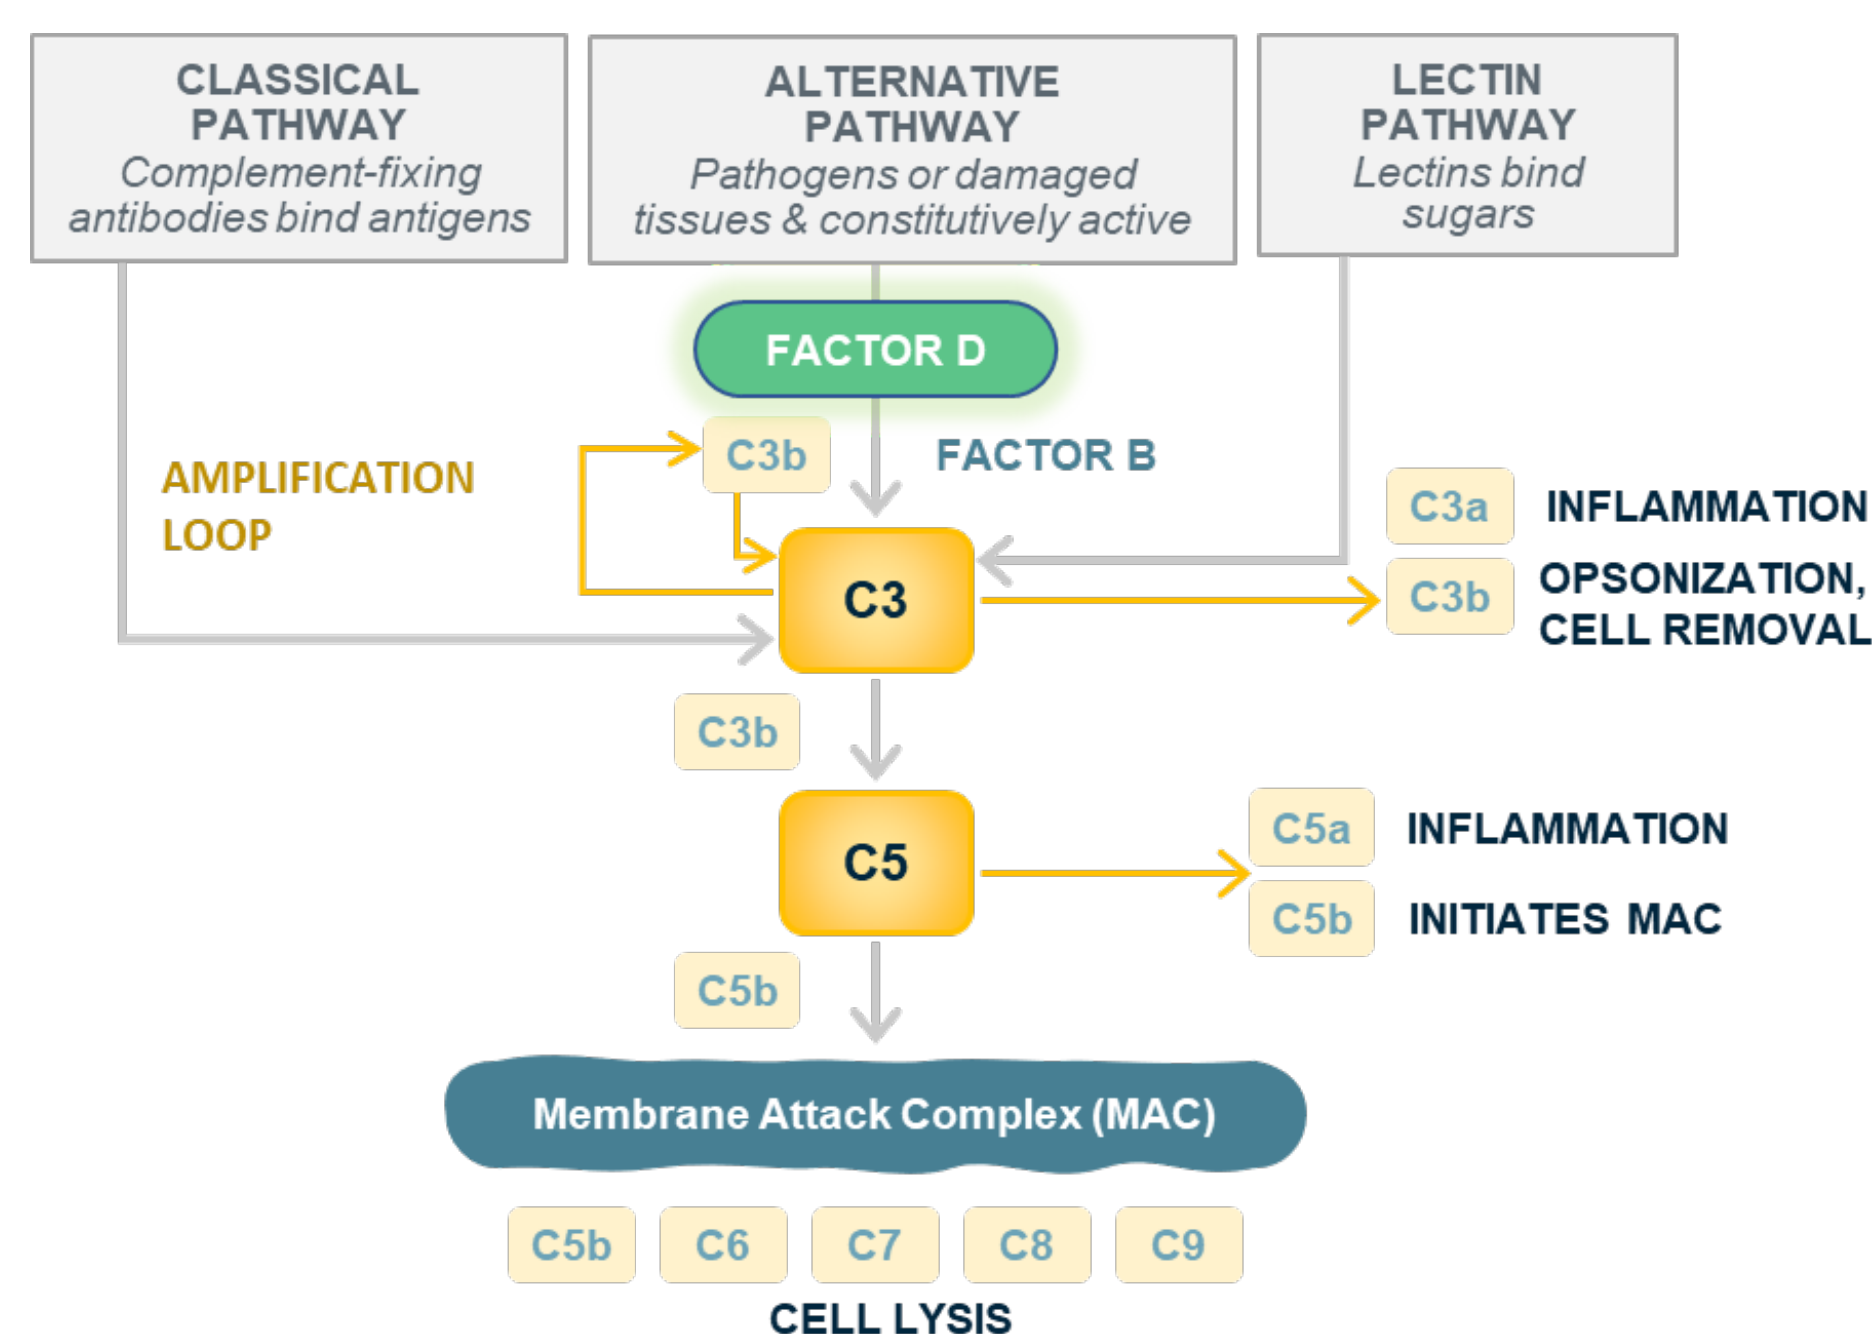 CLASSICAL
PATHWAY
Complement-fixing
antibodies bind antigens
ALTERNATIVE
PATHWAY
Pathogens or damaged
tissues & constitutively active
LECTIN
PATHWAY
Lectins bind
sugars
FACTOR D
C3b
FACTOR B
AMPLIFICATION
LOOP
C3a
INFLAMMATION
C3
C3b
OPSONIZATION,
CELL REMOVAL
C3b
C5
C5a
INFLAMMATION
C5b
INITIATES MAC
C5b
Membrane Attack Complex (MAC)
C5b
C6
C7
C8
C9
CELL LYSIS